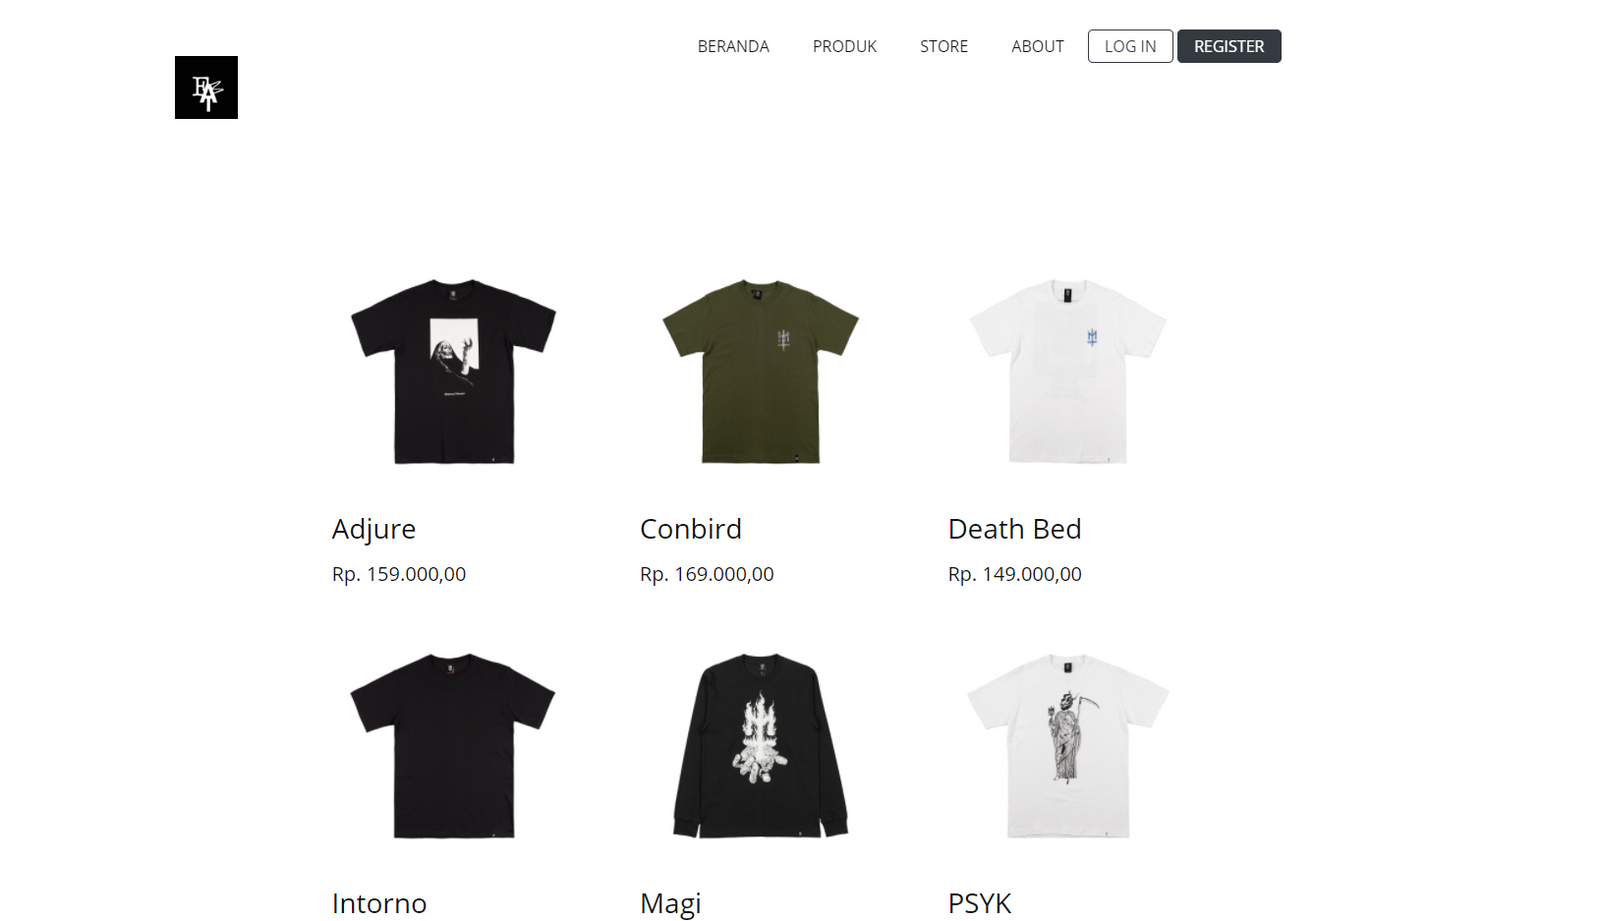 BERANDA PRODUK STORE ABOUT LOG IN REGISTER
EAT
Adjure Conbird Death Bed
Rp. 159.000,00 Rp. 169.000,00 Rp. 149.000,00
Intorno Magi PSYK